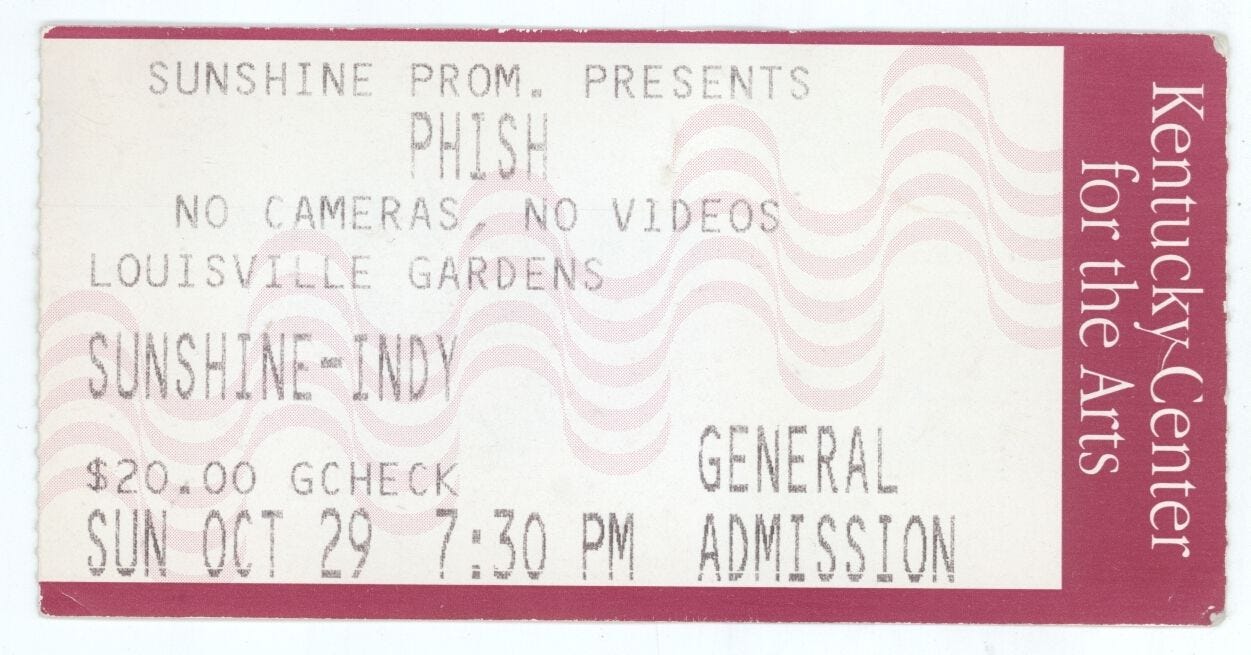 SUNSHINE PROM. PRESENTS
PHISH
NO CAMERAS, NO VIDEOS
LOUISVILLE GARDENS
SUNSHINE-INDY
$20.00 GCHECK
GENERAL
SUN OCT 29 7:30 PM
ADMISSION
Kentucky Center
for the Arts